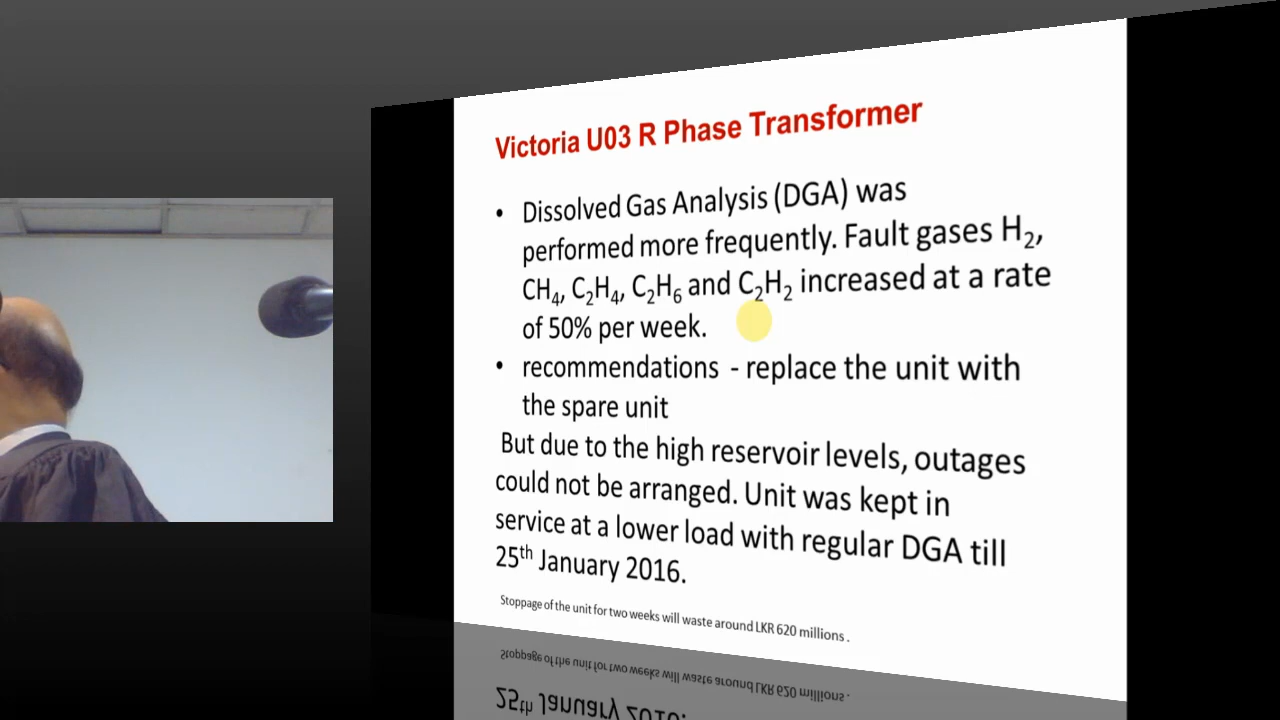 Victoria U03 R Phase Transformer
• Dissolved Gas Analysis (DGA) was
performed more frequently. Fault gases H₂,
CH₄, C₂H₄, C₂H₆ and C₂H₂ increased at a rate
of 50% per week.
• recommendations - replace the unit with
the spare unit
But due to the high reservoir levels, outages
could not be arranged. Unit was kept in
service at a lower load with regular DGA till
25th January 2016.
Stoppage of the unit for two weeks will waste around LKR 620 millions .